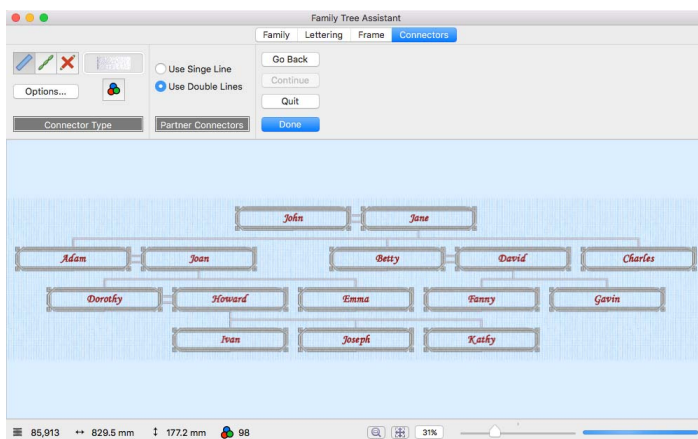 Family Tree Assistant
Family Lettering Frame Connectors
Use Singe Line
Use Double Lines
Go Back
Continue
Quit
Done
Options...
Connector Type
Partner Connectors
John Jane
Adam Joan Betty David Charles
Dorothy Howard Emma Fanny Gavin
Ivan Joseph Kathy
85,913 829.5 mm 177.2 mm 98 31%